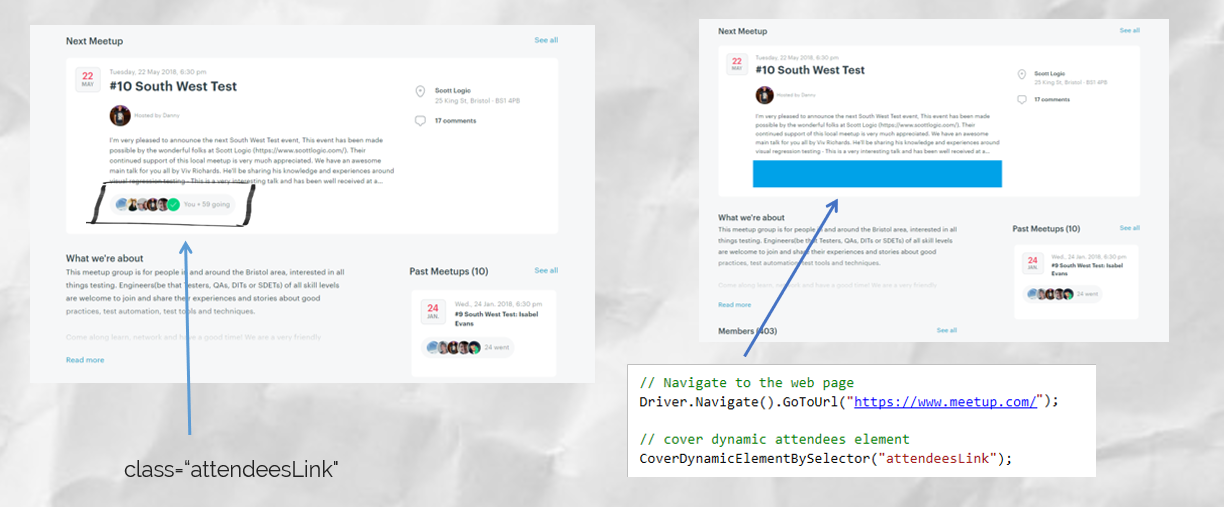 Next Meetup
See all
22
MAY
Tuesday, 22 May 2018, 6:30 pm
#10 South West Test
Hosted by Danny
Scott Logic
25 King St, Bristol · BS1 4PB
17 comments
I'm very pleased to announce the next South West Test event, This event has been made
possible by the wonderful folks at Scott Logic (https://www.scottlogic.com/). Their
continued support of this local meetup is very much appreciated. We have an awesome
main talk for you all by Viv Richards. He'll be sharing his knowledge and experiences around
visual regression testing - This is a very interesting talk and has been well received at a...
You + 59 going
What we're about
This meetup group is for people in and around the Bristol area, interested in all
things testing. Engineers(be that Testers, QAs, DITs or SDETs) of all skill levels
are welcome to join and share their experiences and stories about good
practices, test automation, test tools and techniques.
Come along learn, network and have a good time! We are a very friendly
Read more
Past Meetups (10)
See all
24
JAN.
Wed., 24 Jan. 2018, 6:30 pm
#9 South West Test: Isabel
Evans
24 went
class=“attendeesLink"
Next Meetup
See all
22
MAY
Tuesday, 22 May 2018, 6:30 pm
#10 South West Test
Hosted by Danny
Scott Logic
25 King St, Bristol · BS1 4PB
17 comments
I'm very pleased to announce the next South West Test event, This event has been made
possible by the wonderful folks at Scott Logic (https://www.scottlogic.com/). Their
continued support of this local meetup is very much appreciated. We have an awesome
main talk for you all by Viv Richards. He'll be sharing his knowledge and experiences around
visual regression testing - This is a very interesting talk and has been well received at a...
What we're about
This meetup group is for people in and around the Bristol area, interested in all
things testing. Engineers(be that Testers, QAs, DITs or SDETs) of all skill levels
are welcome to join and share their experiences and stories about good
practices, test automation, test tools and techniques.
Come along learn, network and have a good time! We are a very friendly
Read more
Members (403)
See all
Past Meetups (10)
See all
24
JAN.
Wed., 24 Jan. 2018, 6:30 pm
#9 South West Test: Isabel
Evans
24 went
// Navigate to the web page
Driver.Navigate().GoToUrl("https://www.meetup.com/");
// cover dynamic attendees element
CoverDynamicElementBySelector("attendeesLink");